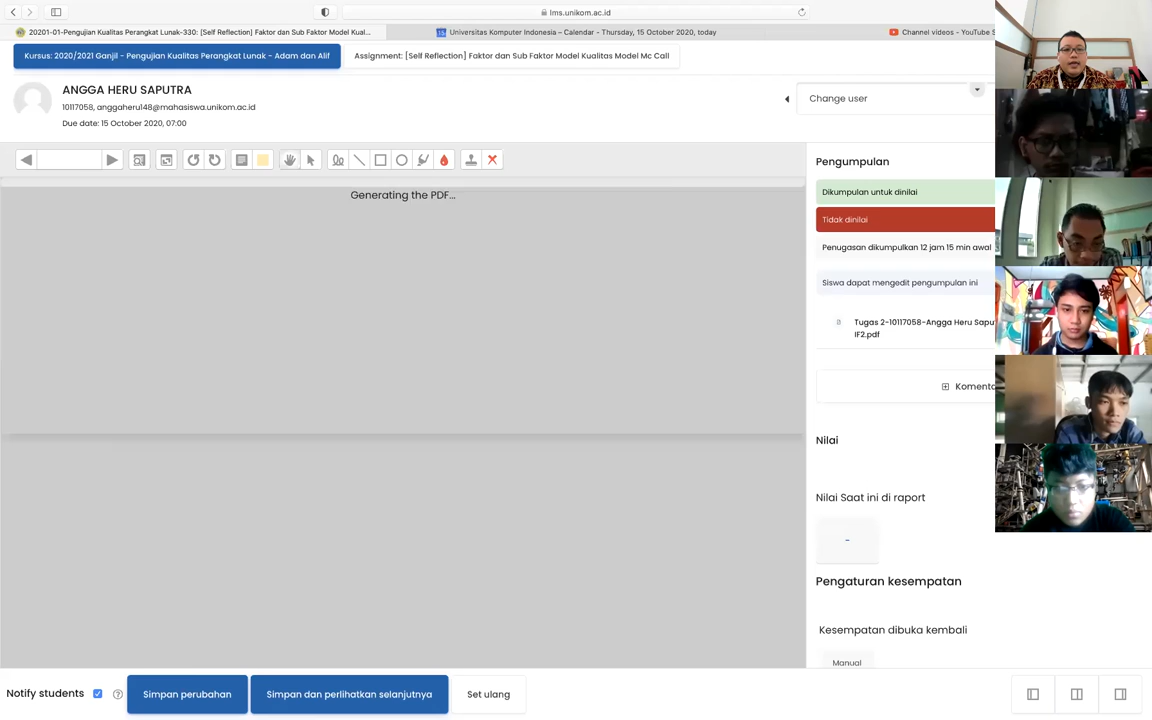 lms.unikom.ac.id
20201-01-Pengujian Kualitas Perangkat Lunak-330: [Self Reflection] Faktor dan Sub Faktor Model Kual...
Universitas Komputer Indonesia – Calendar – Thursday, 15 October 2020, today
Channel videos - YouTube S
Kursus: 2020/2021 Ganjil - Pengujian Kualitas Perangkat Lunak - Adam dan Alif
Assignment: [Self Reflection] Faktor dan Sub Faktor Model Kualitas Model Mc Call
ANGGA HERU SAPUTRA
10117058, anggaheru148@mahasiswa.unikom.ac.id
Due date: 15 October 2020, 07:00
Change user
Generating the PDF...
Pengumpulan
Dikumpulan untuk dinilai
Tidak dinilai
Penugasan dikumpulkan 12 jam 15 min awal
Siswa dapat mengedit pengumpulan ini
Tugas 2-10117058-Angga Heru Sapu
IF2.pdf
Komenta
Nilai
Nilai Saat ini di raport
-
Pengaturan kesempatan
Kesempatan dibuka kembali
Manual
Notify students
Simpan perubahan
Simpan dan perlihatkan selanjutnya
Set ulang